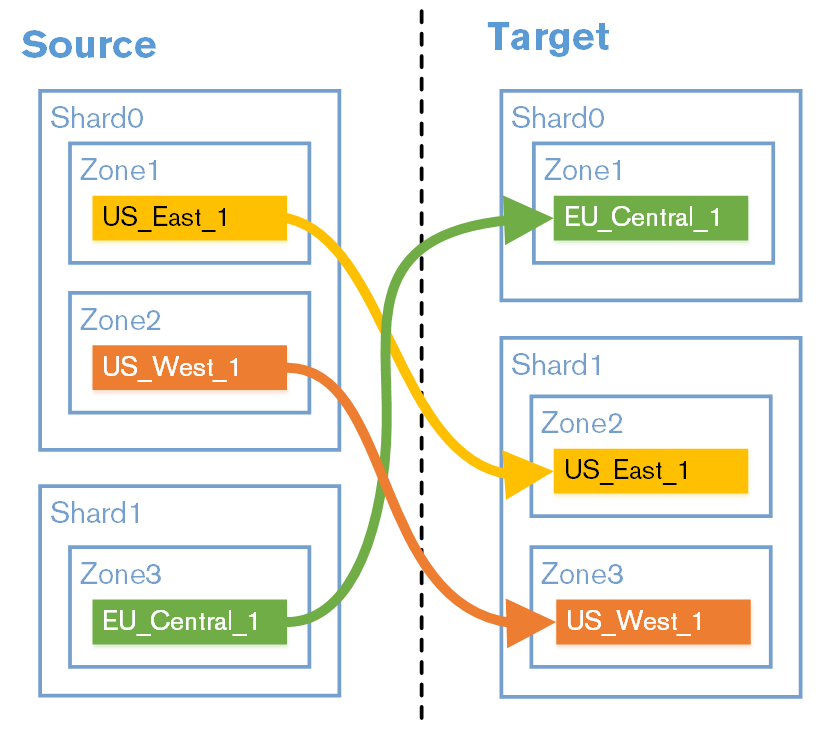 Source
Shard0
Zone1
US_East_1
Zone2
US_West_1
Shard1
Zone3
EU_Central_1
Target
Shard0
Zone1
EU_Central_1
Shard1
Zone2
US_East_1
Zone3
US_West_1